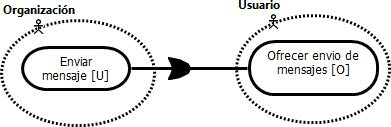 Organización
Usuario
Enviar
mensaje [U]
Ofrecer envio de
mensajes [O]